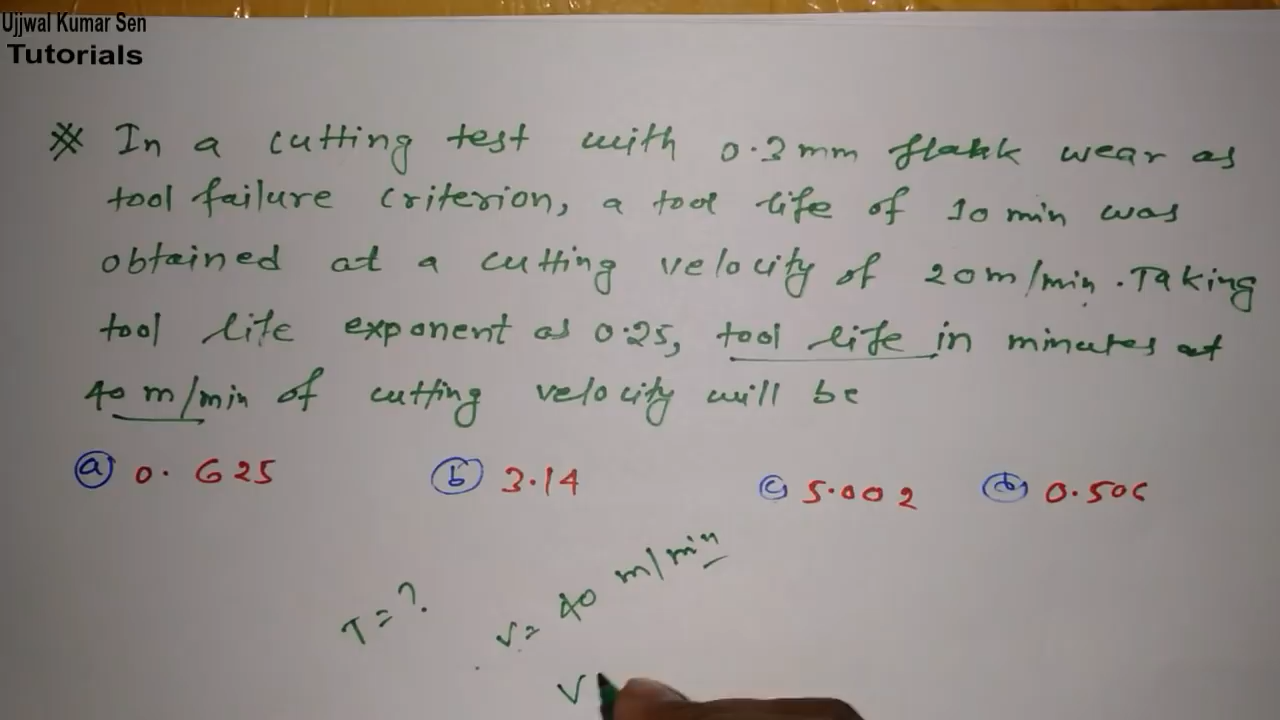 Ujjwal Kumar Sen
Tutorials
※ In a cutting test with 0.3mm flank wear as
tool failure criterion, a tool life of 10 min was
obtained at a cutting velocity of 20m/min. Taking
tool life exponent as 0.25, tool life in minutes at
40 m/min of cutting velocity will be
(a) 0.625 (b) 3.14 (c) 5.002 (d) 0.506
T = ? V = 40 m/min
V